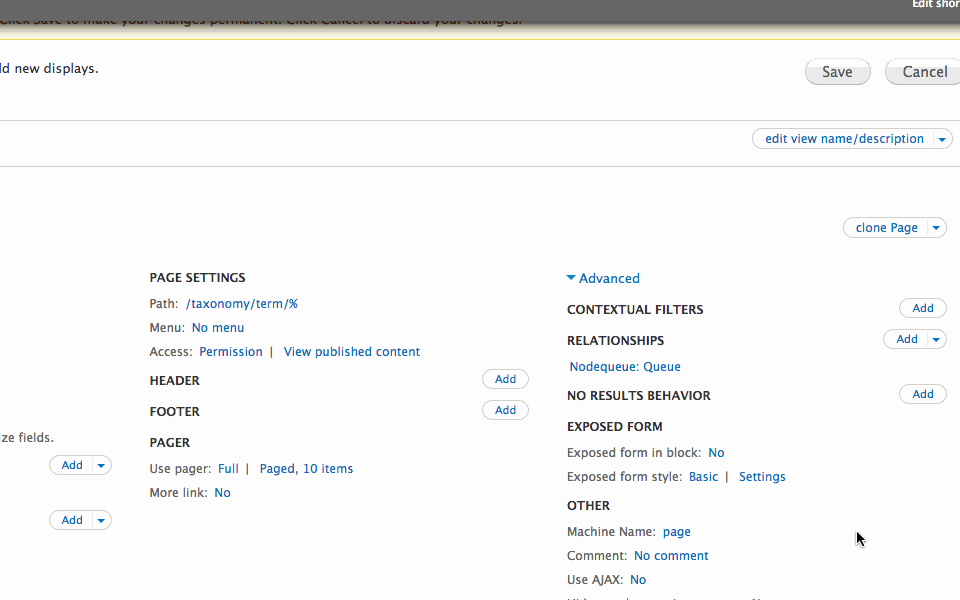 Edit shor
Click Save to make your changes permanent. Click Cancel to discard your changes.
ld new displays.
Save
Cancel
edit view name/description
clone Page
PAGE SETTINGS
Path: /taxonomy/term/%
Menu: No menu
Access: Permission | View published content
HEADER
Add
FOOTER
Add
PAGER
ze fields.
Use pager: Full | Paged, 10 items
Add
More link: No
Add
Advanced
CONTEXTUAL FILTERS
Add
RELATIONSHIPS
Add
Nodequeue: Queue
NO RESULTS BEHAVIOR
Add
EXPOSED FORM
Exposed form in block: No
Exposed form style: Basic | Settings
OTHER
Machine Name: page
Comment: No comment
Use AJAX: No